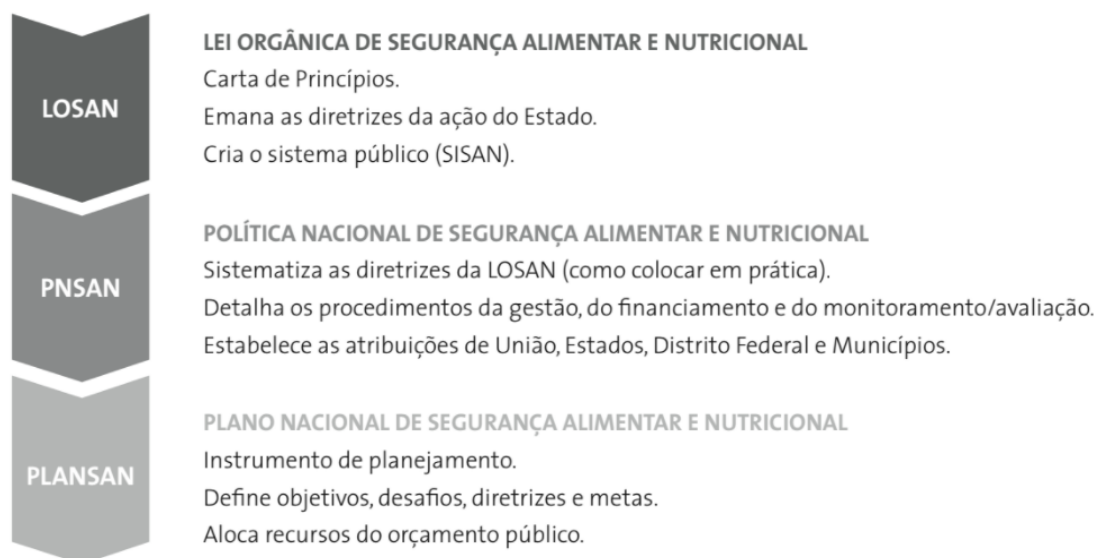 LOSAN
LEI ORGÂNICA DE SEGURANÇA ALIMENTAR E NUTRICIONAL
Carta de Princípios.
Emana as diretrizes da ação do Estado.
Cria o sistema público (SISAN).
PNSAN
POLÍTICA NACIONAL DE SEGURANÇA ALIMENTAR E NUTRICIONAL
Sistematiza as diretrizes da LOSAN (como colocar em prática).
Detalha os procedimentos da gestão, do financiamento e do monitoramento/avaliação.
Estabelece as atribuições de União, Estados, Distrito Federal e Municípios.
PLANSAN
PLANO NACIONAL DE SEGURANÇA ALIMENTAR E NUTRICIONAL
Instrumento de planejamento.
Define objetivos, desafios, diretrizes e metas.
Aloca recursos do orçamento público.